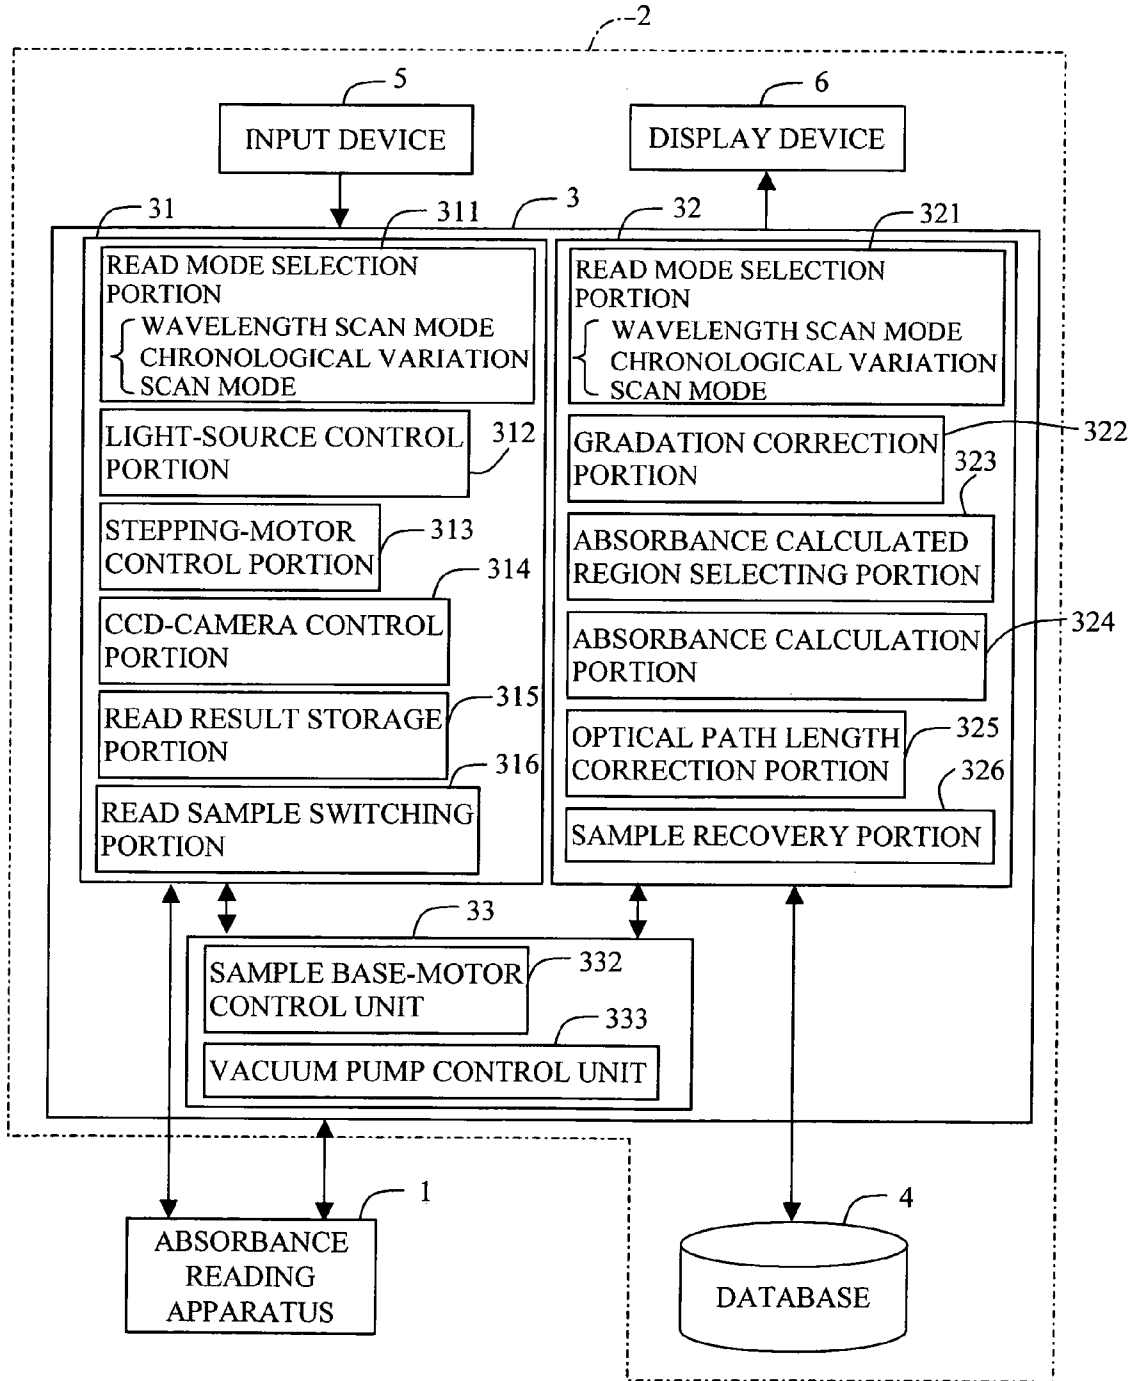 2
5
6
INPUT DEVICE
DISPLAY DEVICE
31
311
3
32
321
READ MODE SELECTION
PORTION
WAVELENGTH SCAN MODE
CHRONOLOGICAL VARIATION
SCAN MODE
LIGHT-SOURCE CONTROL
PORTION
312
STEPPING-MOTOR
CONTROL PORTION
313
314
CCD-CAMERA CONTROL
PORTION
315
READ RESULT STORAGE
PORTION
316
READ SAMPLE SWITCHING
PORTION
READ MODE SELECTION
PORTION
WAVELENGTH SCAN MODE
CHRONOLOGICAL VARIATION
SCAN MODE
GRADATION CORRECTION
PORTION
322
323
ABSORBANCE CALCULATED
REGION SELECTING PORTION
ABSORBANCE CALCULATION
PORTION
324
OPTICAL PATH LENGTH
CORRECTION PORTION
325
326
SAMPLE RECOVERY PORTION
33
SAMPLE BASE-MOTOR
CONTROL UNIT
332
333
VACUUM PUMP CONTROL UNIT
1
ABSORBANCE
READING
APPARATUS
4
DATABASE